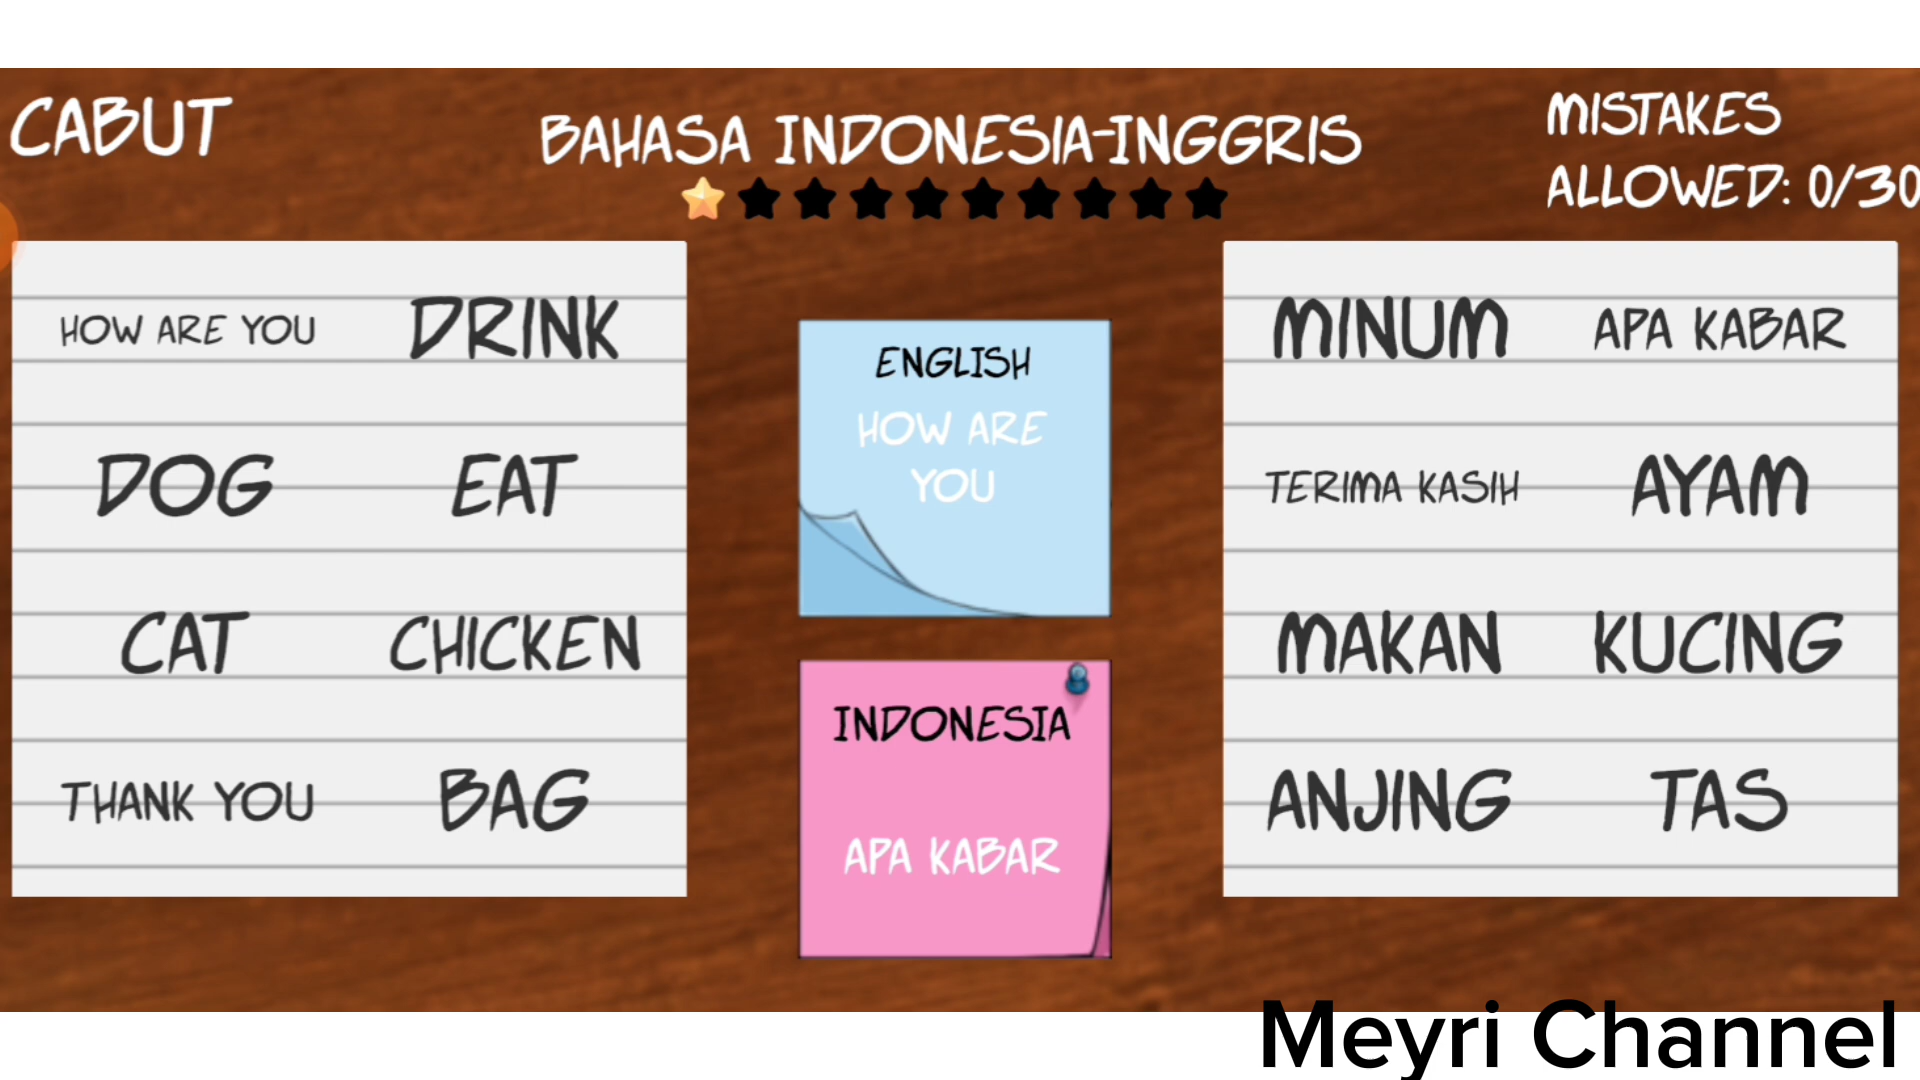 CABUT
BAHASA INDONESIA-INGGRIS
MISTAKES
ALLOWED: 0/30
HOW ARE YOU DRINK
DOG EAT
CAT CHICKEN
THANK YOU BAG
ENGLISH
HOW ARE
YOU
INDONESIA
APA KABAR
MINUM APA KABAR
TERIMA KASIH AYAM
MAKAN KUCING
ANJING TAS
Meyri Channel